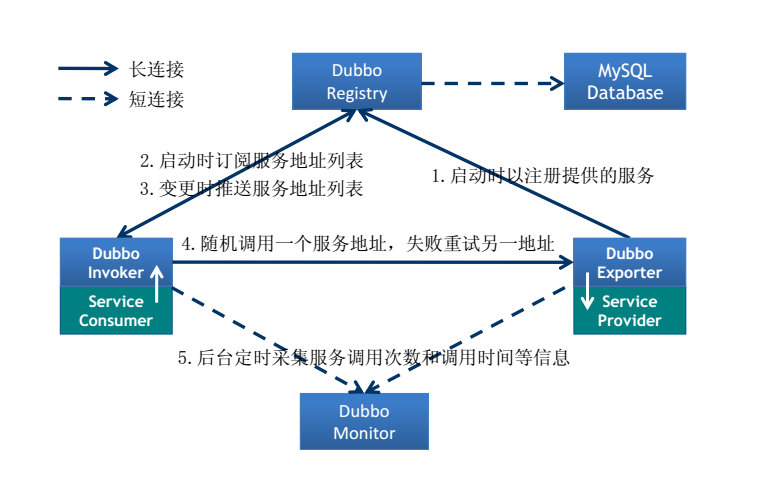 长连接
短连接
Dubbo
Registry
MySQL
Database
2.启动时订阅服务地址列表
3.变更时推送服务地址列表
1.启动时以注册提供的服务
4.随机调用一个服务地址，失败重试另一地址
Dubbo
Invoker
Service
Consumer
Dubbo
Exporter
Service
Provider
5.后台定时采集服务调用次数和调用时间等信息
Dubbo
Monitor